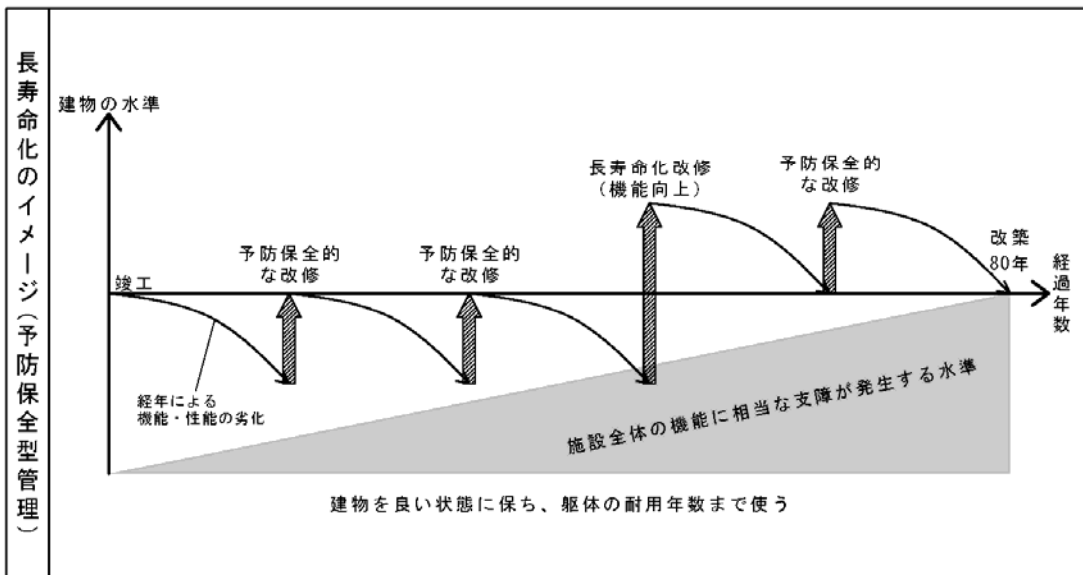 長寿命化のイメージ(予防保全型管理)
建物の水準
長寿命化改修
(機能向上)
予防保全的
な改修
予防保全的
な改修
予防保全的
な改修
改築
80年
経過年数
竣工
経年による
機能・性能の劣化
施設全体の機能に相当な支障が発生する水準
建物を良い状態に保ち、躯体の耐用年数まで使う